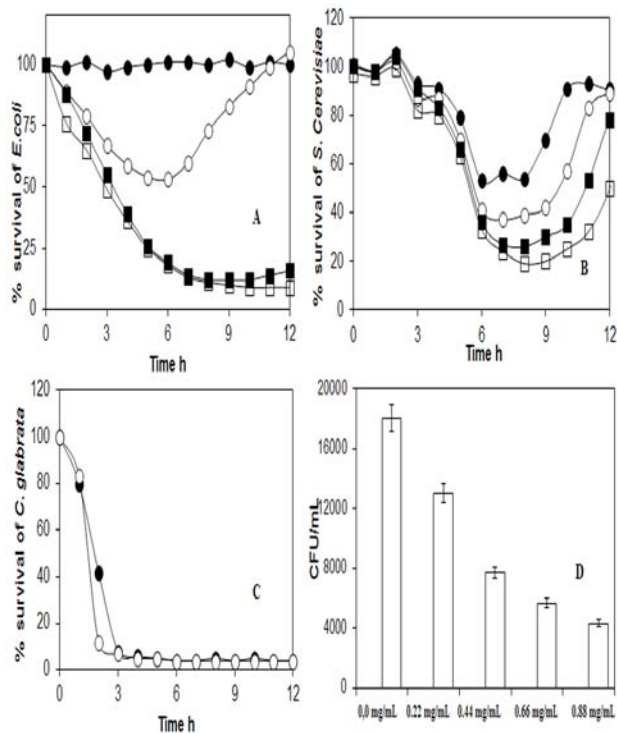 % survival of E.coli
100
75
50
25
0
A
0 3 6 9 12
Time h
% survival of S. Cerevisiae
120
100
80
60
40
20
0
B
0 3 6 9 12
Time h
% survival of C. glabrata
120
100
80
60
40
20
0
C
0 3 6 9 12
Time h
CFU/mL
20000
16000
12000
8000
4000
0
D
0,0 mg/mL 0.22 mg/mL 0.44 mg/mL 0.66 mg/mL 0.88 mg/mL